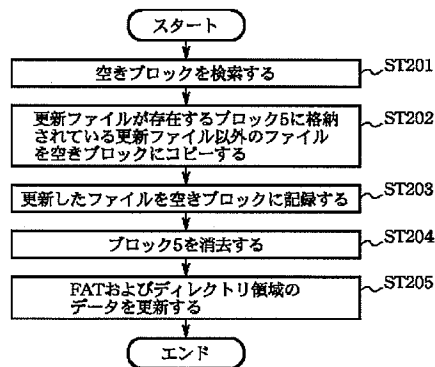 スタート
空きブロックを検索する
ST201
更新ファイルが存在するブロック5に格納
されている更新ファイル以外のファイル
を空きブロックにコピーする
ST202
更新したファイルを空きブロックに記録する
ST203
ブロック5を消去する
ST204
FATおよびディレクトリ領域の
データを更新する
ST205
エンド